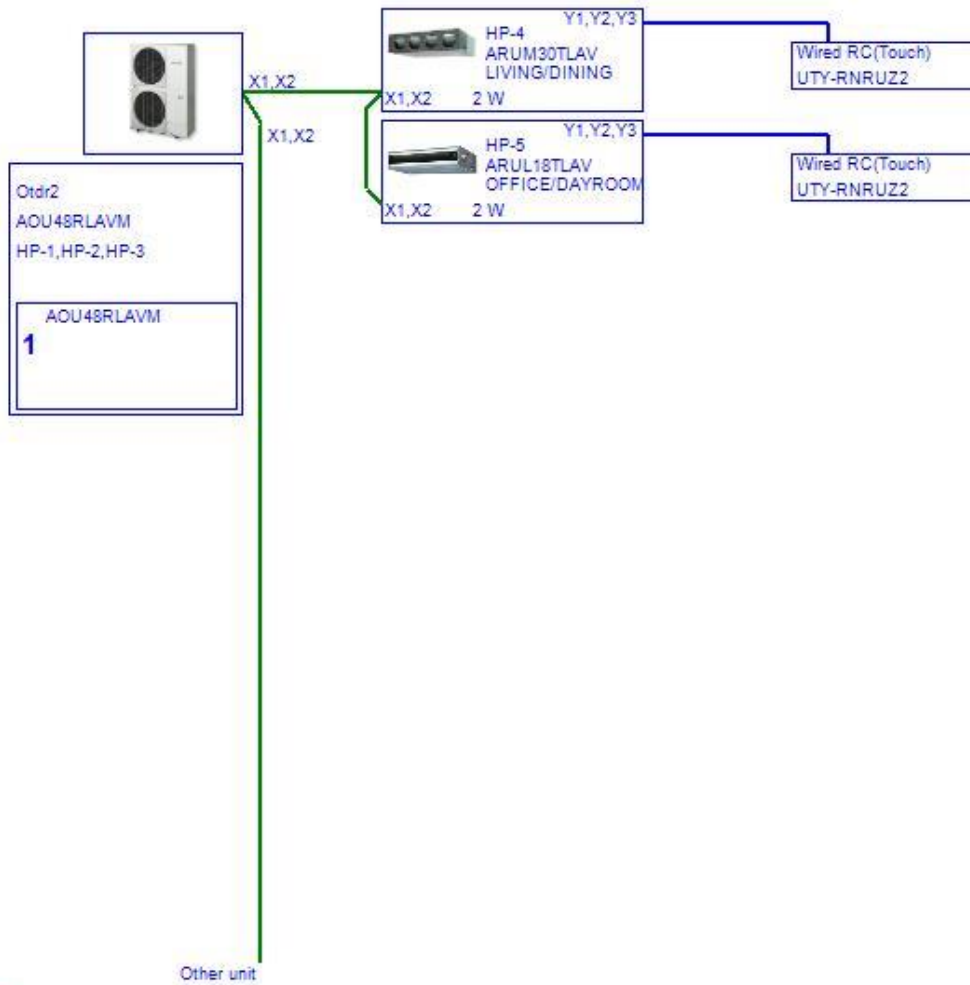 Y1,Y2,Y3
HP-4
ARUM30TLAV
LIVING/DINING
X1,X2 2 W
Wired RC(Touch)
UTY-RNRUZ2
X1,X2
X1,X2
Y1,Y2,Y3
HP-5
ARUL18TLAV
OFFICE/DAYROOM
X1,X2 2 W
Wired RC(Touch)
UTY-RNRUZ2
Otdr2
AOU48RLAVM
HP-1,HP-2,HP-3
AOU48RLAVM
1
Other unit